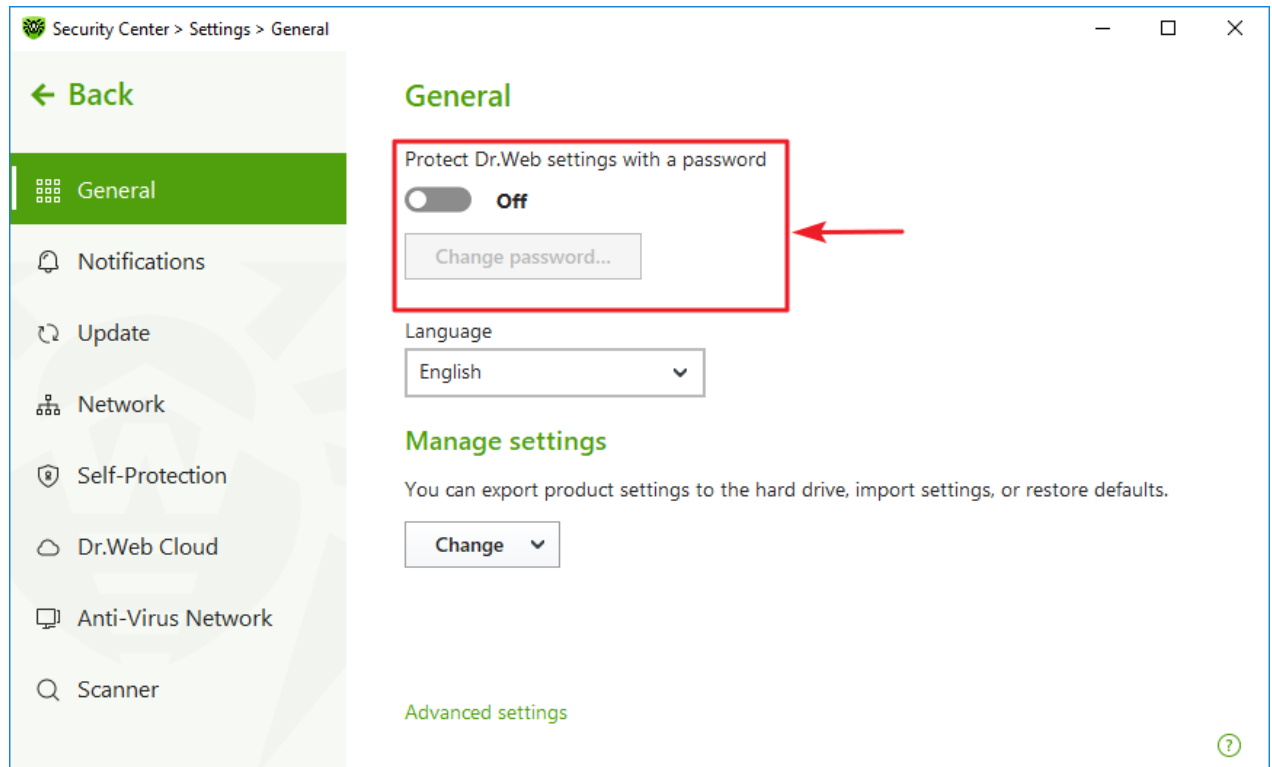 Security Center > Settings > General
Back
General
Notifications
Update
Network
Self-Protection
Dr.Web Cloud
Anti-Virus Network
Scanner
General
Protect Dr.Web settings with a password
Off
Change password...
Language
English
Manage settings
You can export product settings to the hard drive, import settings, or restore defaults.
Change
Advanced settings
?